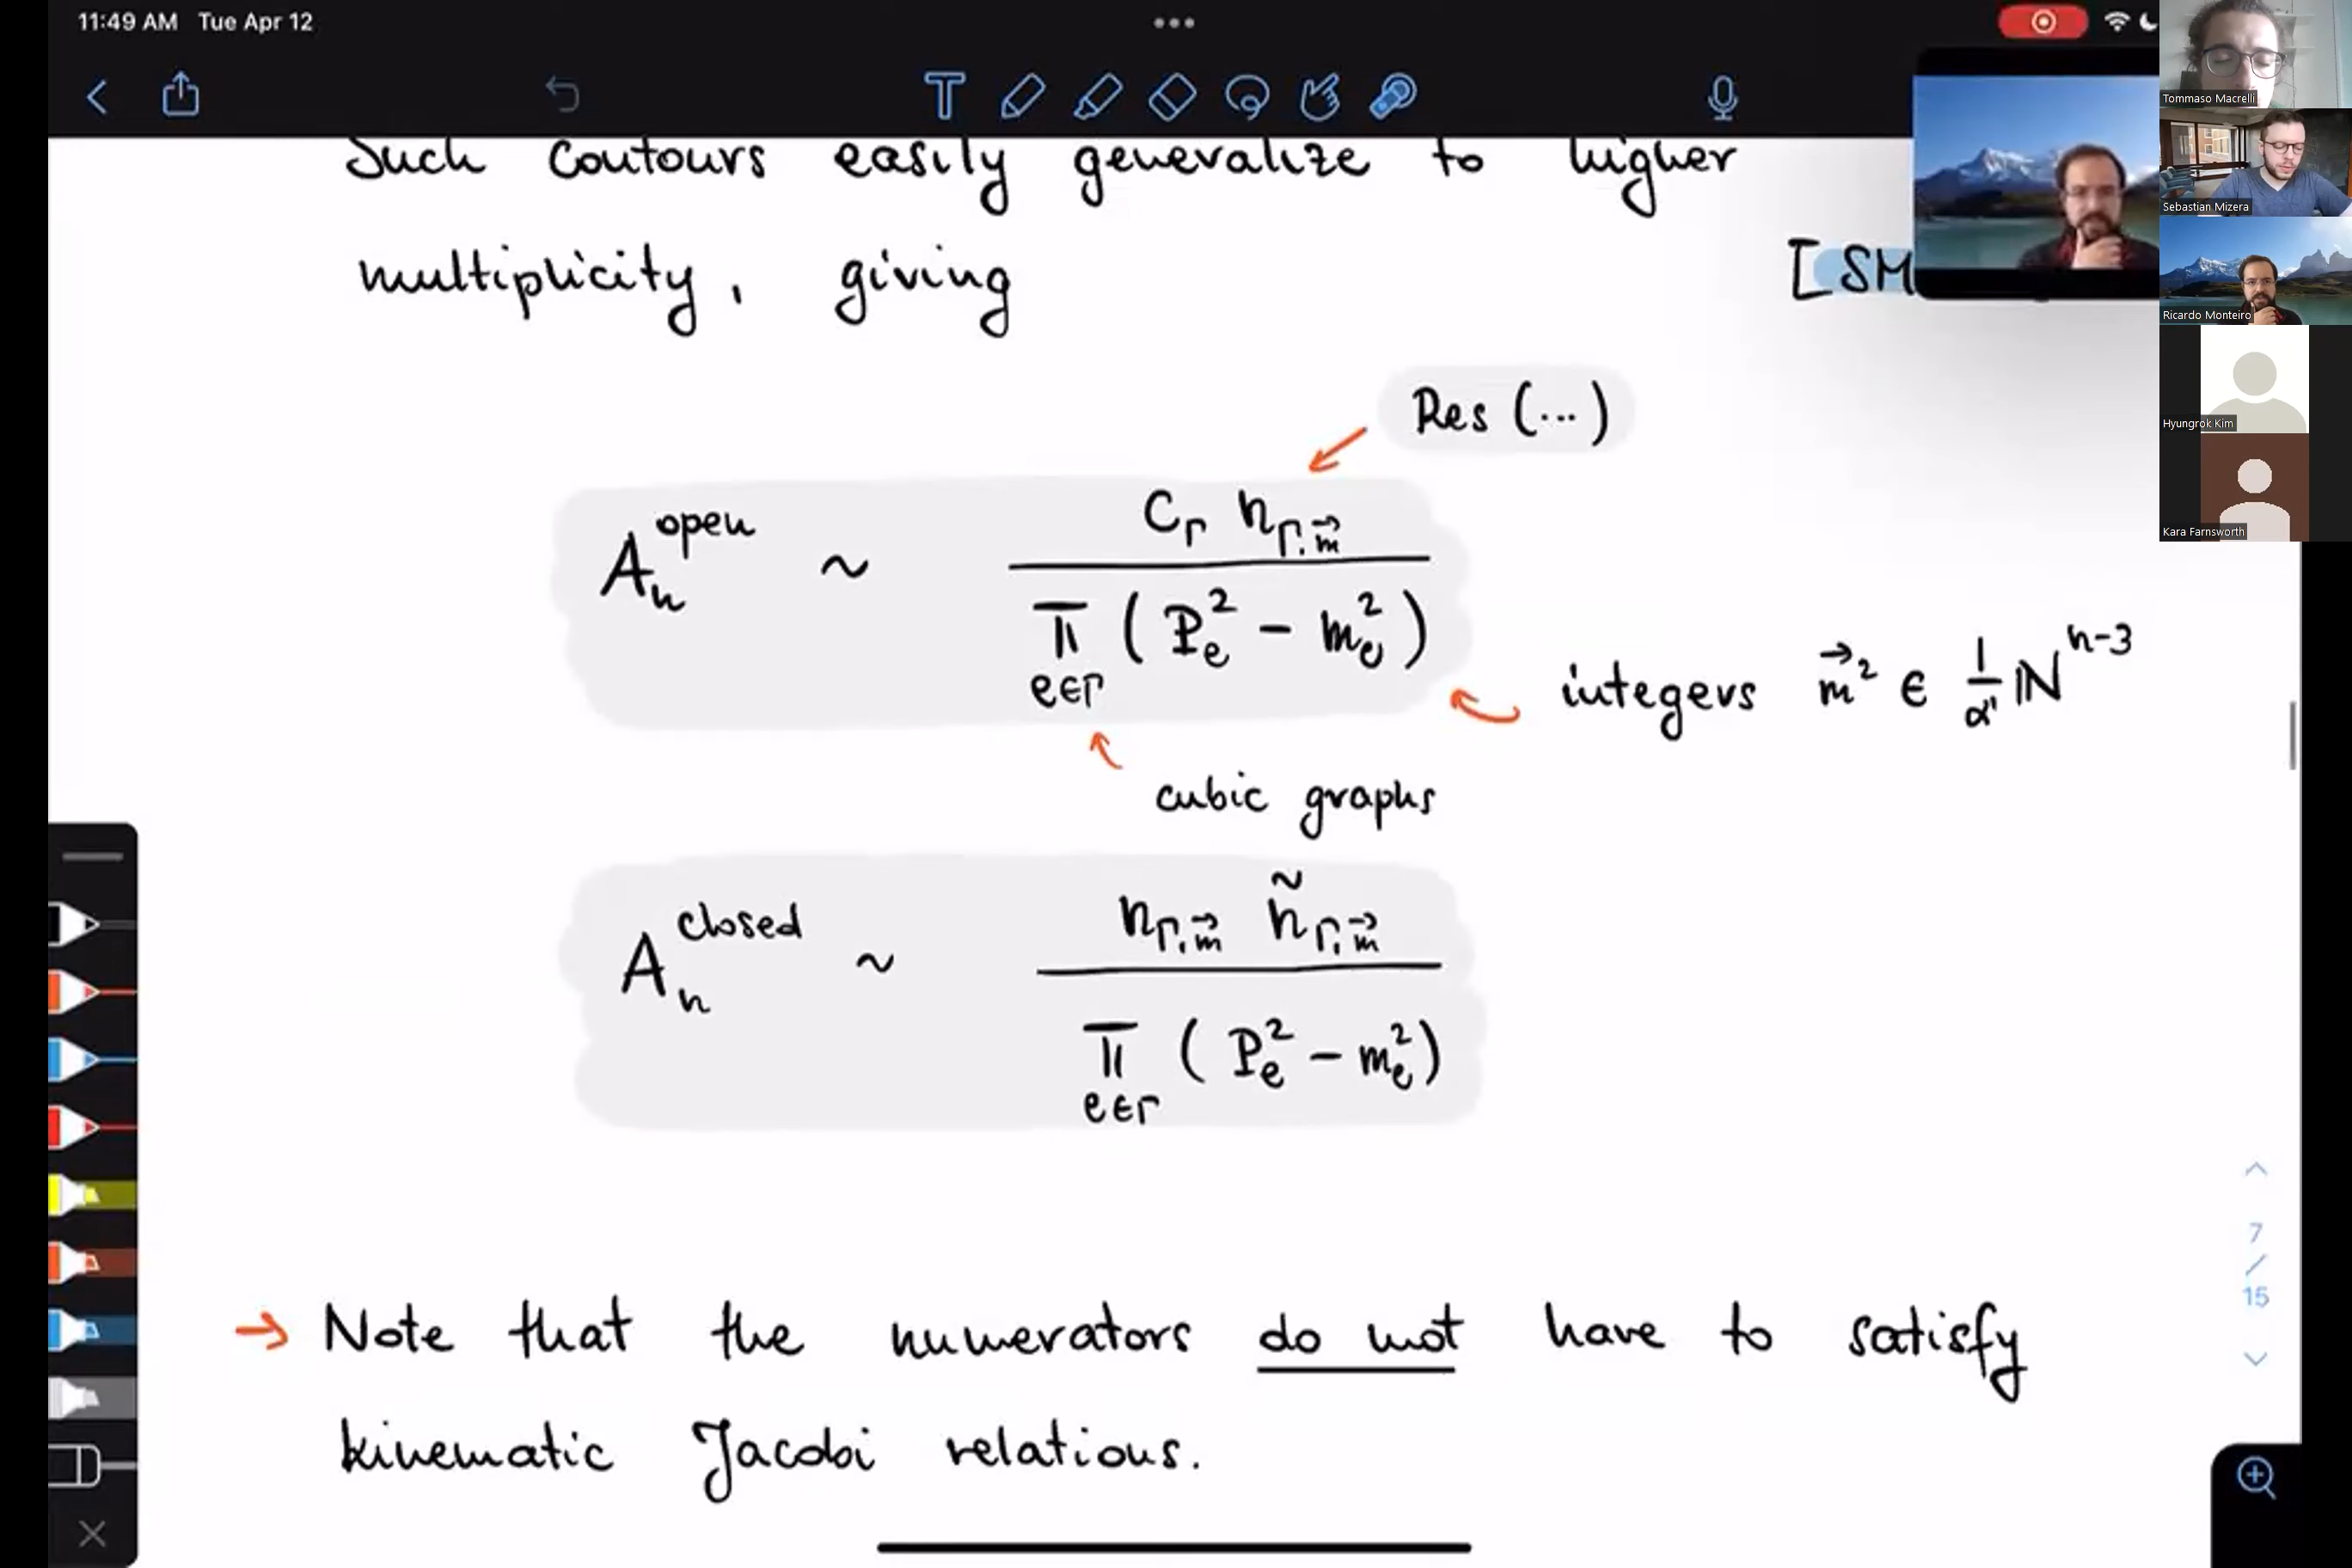 11:49 AM Tue Apr 12
Such contours easily generalize to higher
multiplicity, giving
[SM
Res (...)
A_n^open ~ C_Γ n_Γ,m⃗ / ∏_{e∈Γ} (P_e^2 - m_e^2)
integers m⃗^2 ∈ 1/α' ℕ^{n-3}
cubic graphs
A_n^closed ~ n_Γ,m⃗ ñ_Γ,m⃗ / ∏_{e∈Γ} (P_e^2 - m_e^2)
→ Note that the numerators do not have to satisfy
kinematic Jacobi relations.
7
/
15
Tommaso Macrelli
Sebastian Mizera
Ricardo Monteiro
Hyungrok Kim
Kara Farnsworth